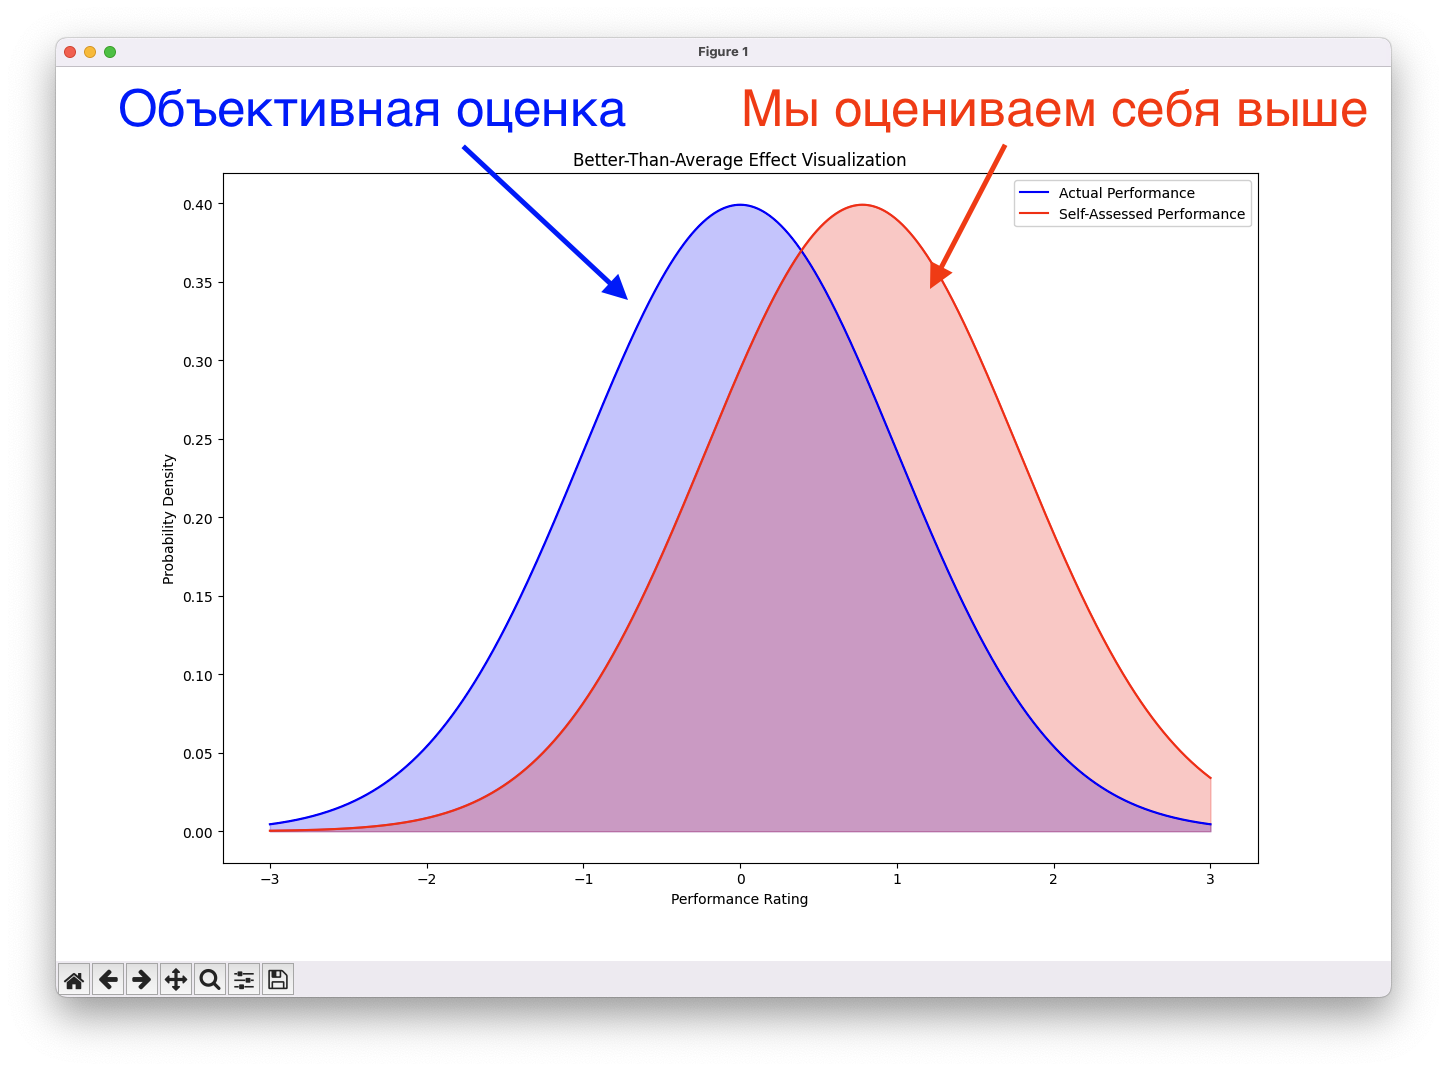 Figure 1
Объективная оценка
Мы оцениваем себя выше
Better-Than-Average Effect Visualization
Actual Performance
Self-Assessed Performance
0.40
0.35
0.30
0.25
0.20
0.15
0.10
0.05
0.00
Probability Density
−3 −2 −1 0 1 2 3
Performance Rating